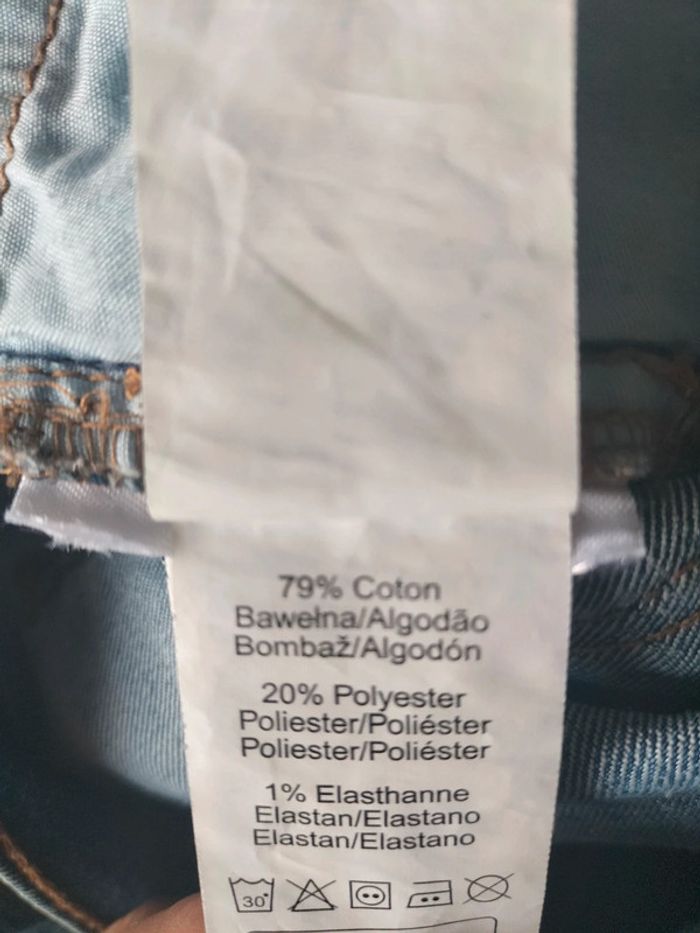 79% Coton
Bawełna/Algodão
Bombaž/Algodón
20% Polyester
Poliester/Poliéster
Poliester/Poliéster
1% Elasthanne
Elastan/Elastano
Elastan/Elastano
30°